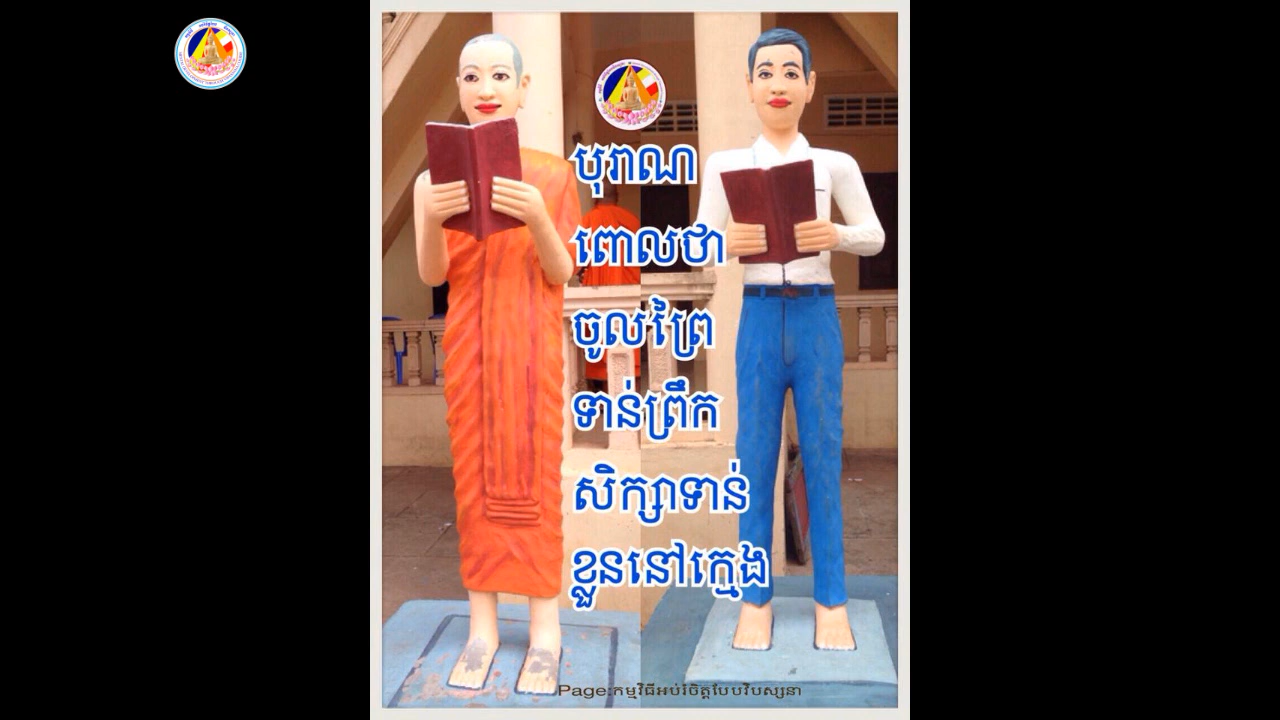 បុរាណ
ពោលថា
ចូលព្រៃ
ទាន់ព្រឹក
សិក្សាទាន់
ខ្លួននៅក្មេង
Page:កម្មវិធីអប់រំចិត្តបែបវិបស្សនា